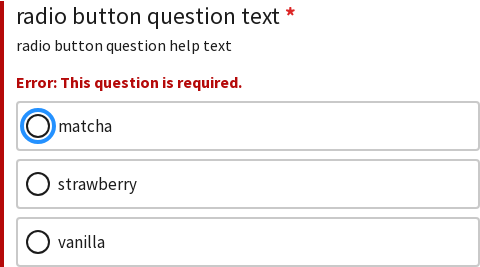 radio button question text *
radio button question help text
Error: This question is required.
matcha
strawberry
vanilla